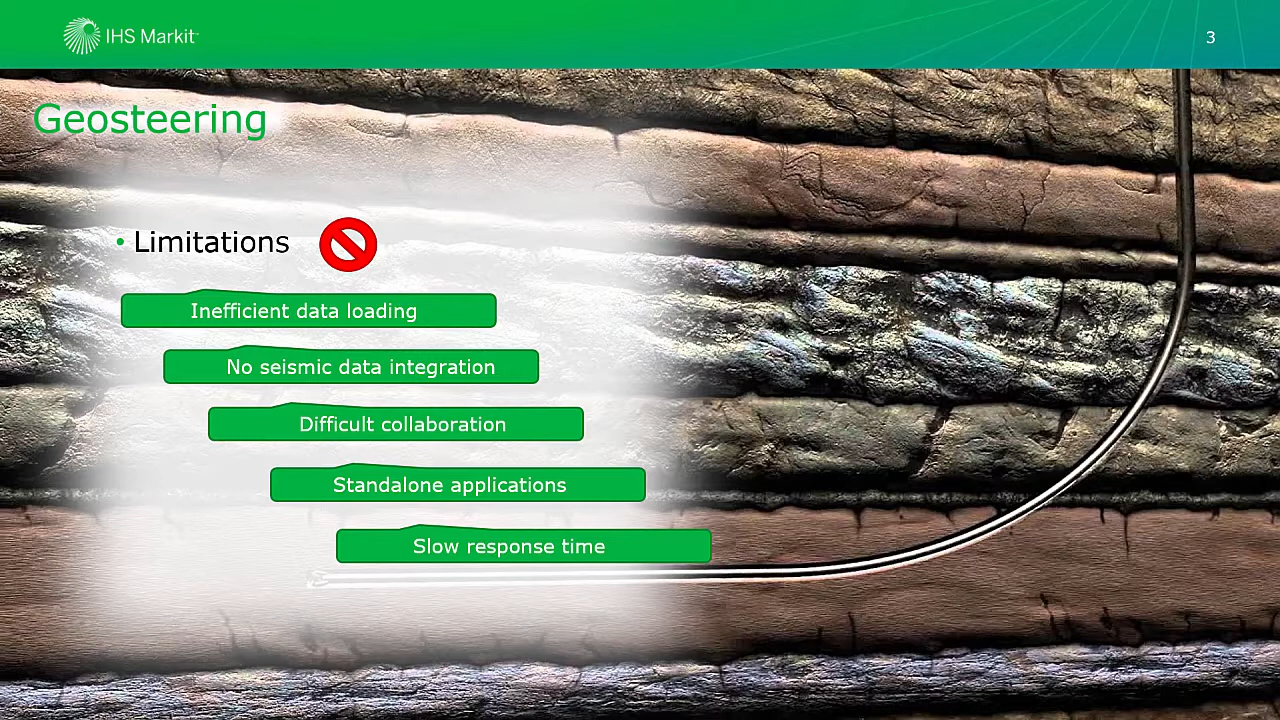 IHS Markit
3
Geosteering
• Limitations
Inefficient data loading
No seismic data integration
Difficult collaboration
Standalone applications
Slow response time